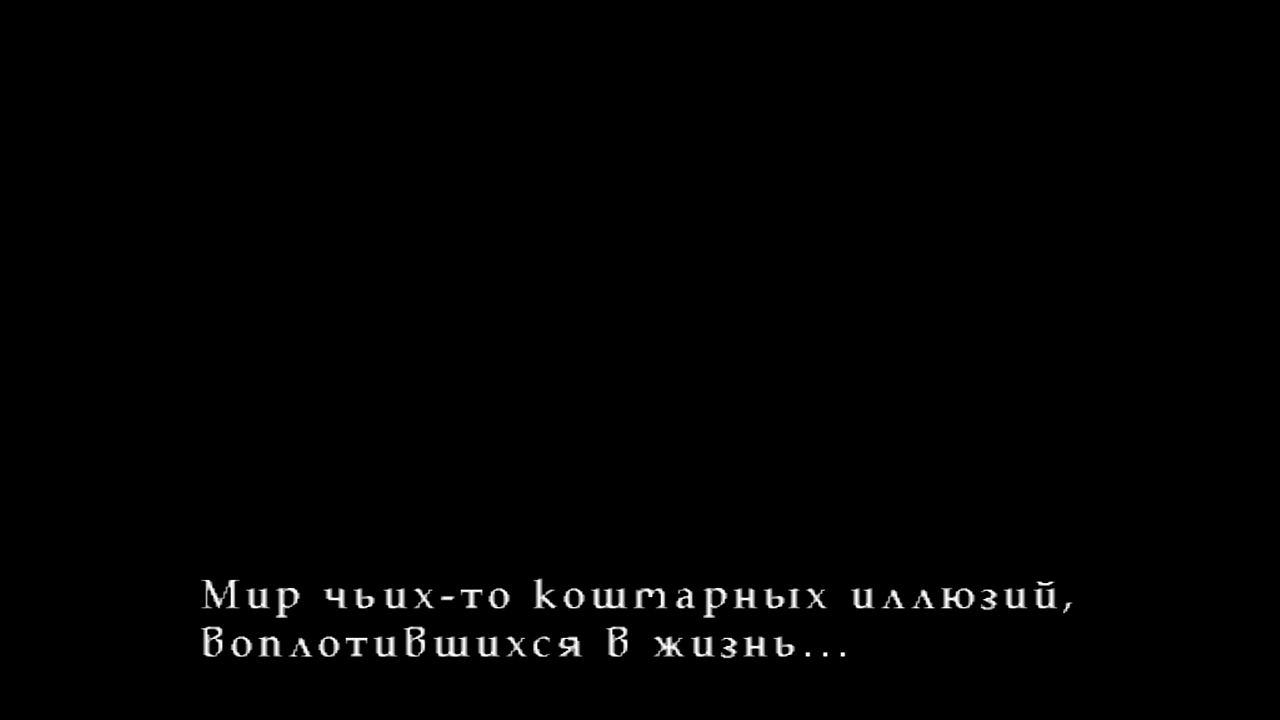 Мир чьих-то кошмарных иллюзий,
воплотившихся в жизнь...